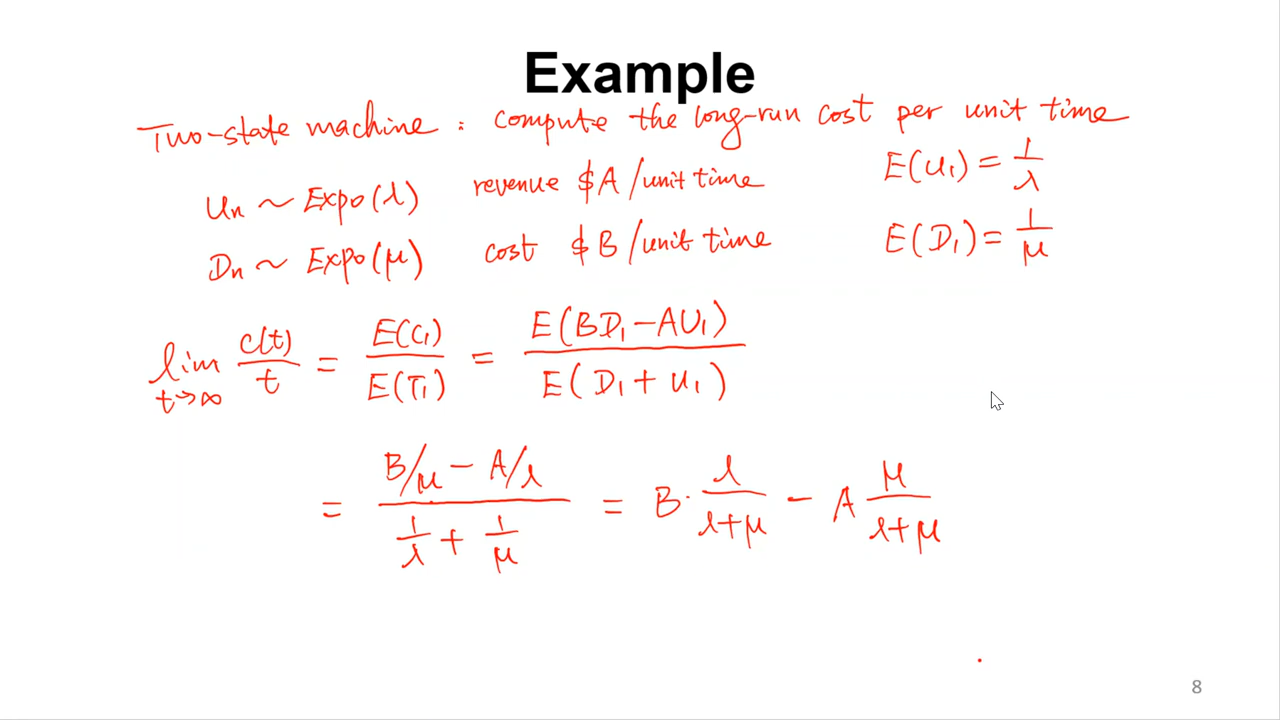 Example
Two-state machine : compute the long-run cost per unit time
Un ~ Expo(λ) revenue $A/unit time E(U1) = 1/λ
Dn ~ Expo(μ) cost $B/unit time E(D1) = 1/μ
lim t→∞ C(t)/t = E(C1)/E(T1) = E(BD1 - AU1)/E(D1 + U1)
= (B/μ - A/λ)/(1/λ + 1/μ) = B · λ/(λ+μ) - A μ/(λ+μ)
8